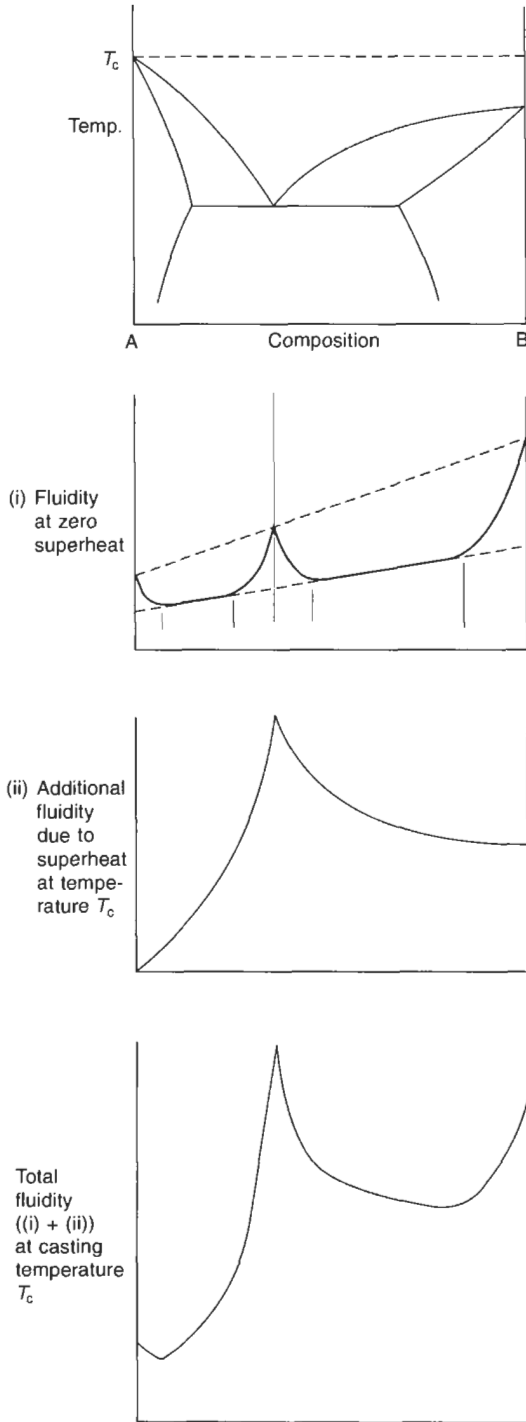 T_c
Temp.
A
Composition
B
(i) Fluidity
at zero
superheat
(ii) Additional
fluidity
due to
superheat
at tempe-
rature T_c
Total
fluidity
((i) + (ii))
at casting
temperature
T_c